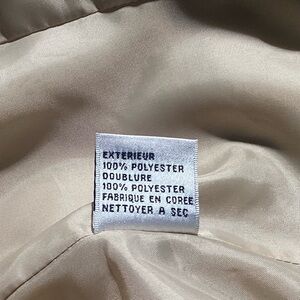 EXTERIEUR
100% POLYESTER
DOUBLURE
100% POLYESTER
FABRIQUE EN COREE
NETTOYER A SEC